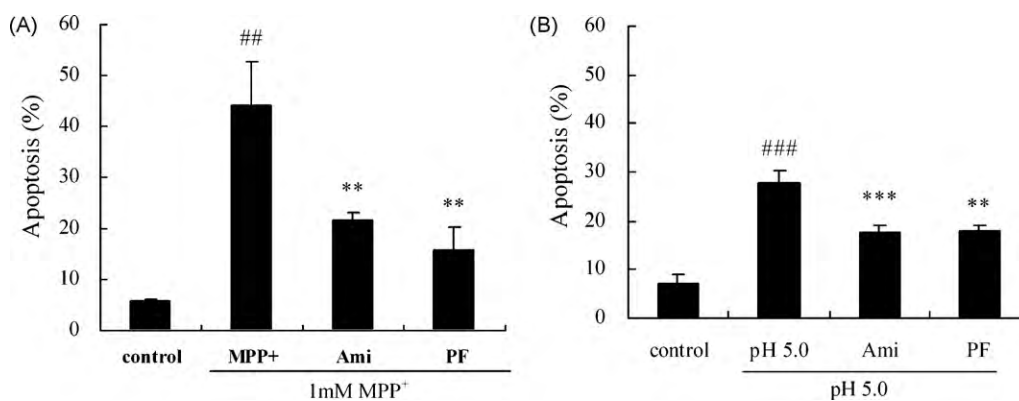 (A)
Apoptosis (%)
60
50
40
30
20
10
0
##
**
**
control MPP+ Ami PF
1mM MPP⁺
(B)
Apoptosis (%)
60
50
40
30
20
10
0
###
***
**
control pH 5.0 Ami PF
pH 5.0